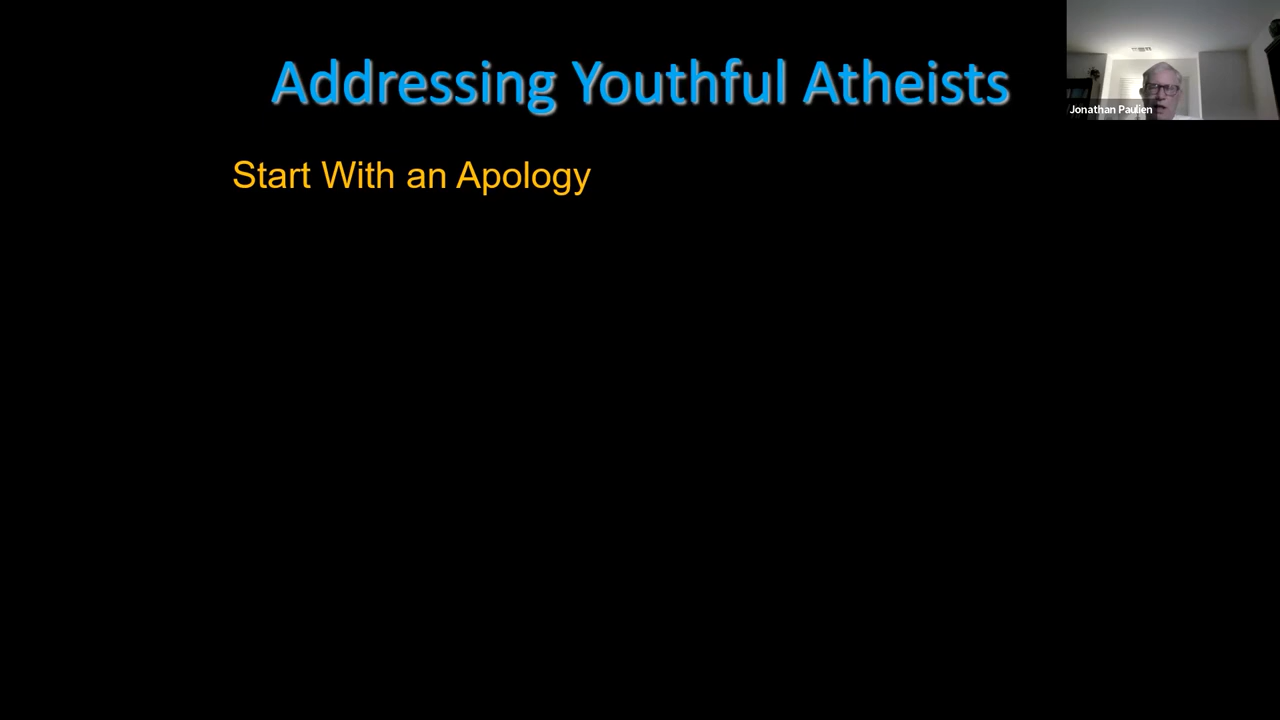 Addressing Youthful Atheists
Jonathan Paulien
Start With an Apology